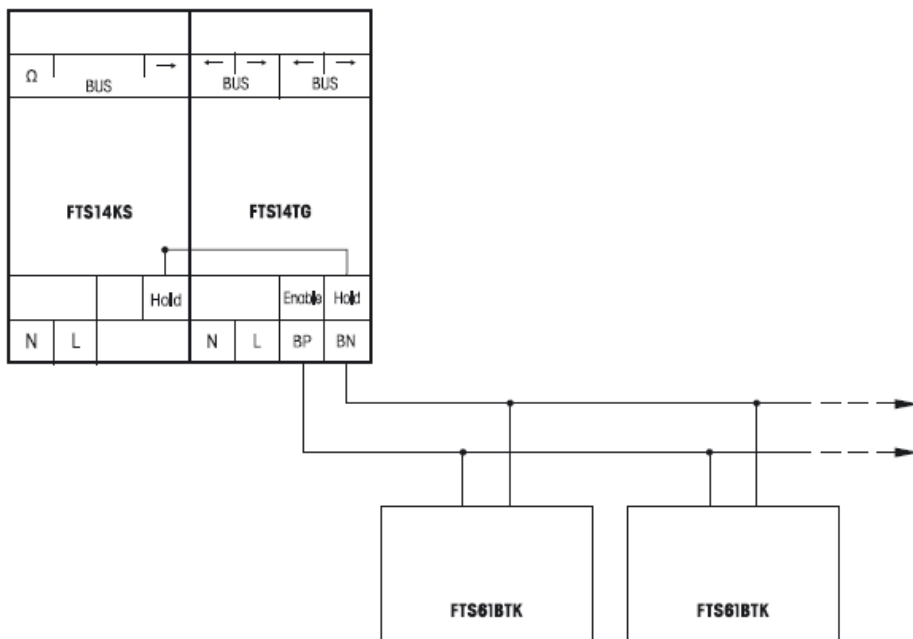 Ω BUS → ← → BUS ← → BUS
FTS14KS FTS14TG
Hold Enable Hold
N L N L BP BN
FTS61BTK FTS61BTK